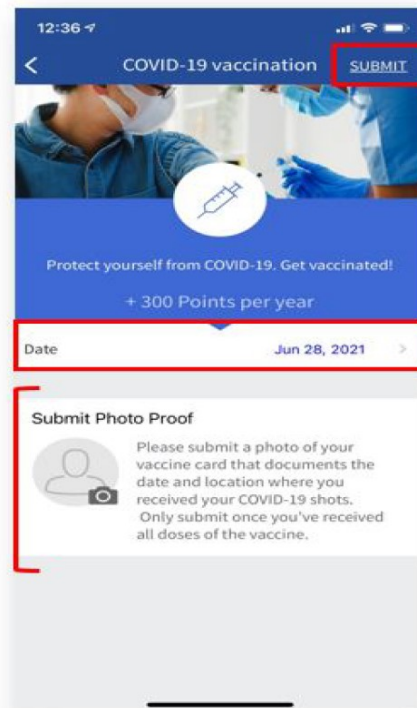 12:36
COVID-19 vaccination SUBMIT
Protect yourself from COVID-19. Get vaccinated!
+ 300 Points per year
Date Jun 28, 2021
Submit Photo Proof
Please submit a photo of your
vaccine card that documents the
date and location where you
received your COVID-19 shots.
Only submit once you've received
all doses of the vaccine.